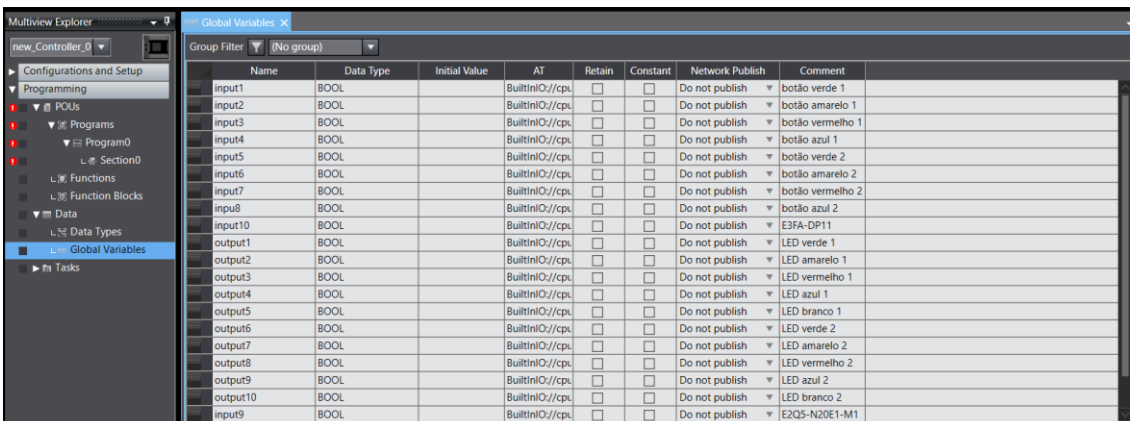 Multiview Explorer
Global Variables
new_Controller_0
Group Filter (No group)
Configurations and Setup
Programming
POUs
Programs
Program0
Section0
Functions
Function Blocks
Data
Data Types
Global Variables
Tasks
Name Data Type Initial Value AT Retain Constant Network Publish Comment
input1 BOOL BuiltInIO://cpu Do not publish botão verde 1
input2 BOOL BuiltInIO://cpu Do not publish botão amarelo 1
input3 BOOL BuiltInIO://cpu Do not publish botão vermelho 1
input4 BOOL BuiltInIO://cpu Do not publish botão azul 1
input5 BOOL BuiltInIO://cpu Do not publish botão verde 2
input6 BOOL BuiltInIO://cpu Do not publish botão amarelo 2
input7 BOOL BuiltInIO://cpu Do not publish botão vermelho 2
inpu8 BOOL BuiltInIO://cpu Do not publish botão azul 2
input10 BOOL BuiltInIO://cpu Do not publish E3FA-DP11
output1 BOOL BuiltInIO://cpu Do not publish LED verde 1
output2 BOOL BuiltInIO://cpu Do not publish LED amarelo 1
output3 BOOL BuiltInIO://cpu Do not publish LED vermelho 1
output4 BOOL BuiltInIO://cpu Do not publish LED azul 1
output5 BOOL BuiltInIO://cpu Do not publish LED branco 1
output6 BOOL BuiltInIO://cpu Do not publish LED verde 2
output7 BOOL BuiltInIO://cpu Do not publish LED amarelo 2
output8 BOOL BuiltInIO://cpu Do not publish LED vermelho 2
output9 BOOL BuiltInIO://cpu Do not publish LED azul 2
output10 BOOL BuiltInIO://cpu Do not publish LED branco 2
input9 BOOL BuiltInIO://cpu Do not publish E2Q5-N20E1-M1